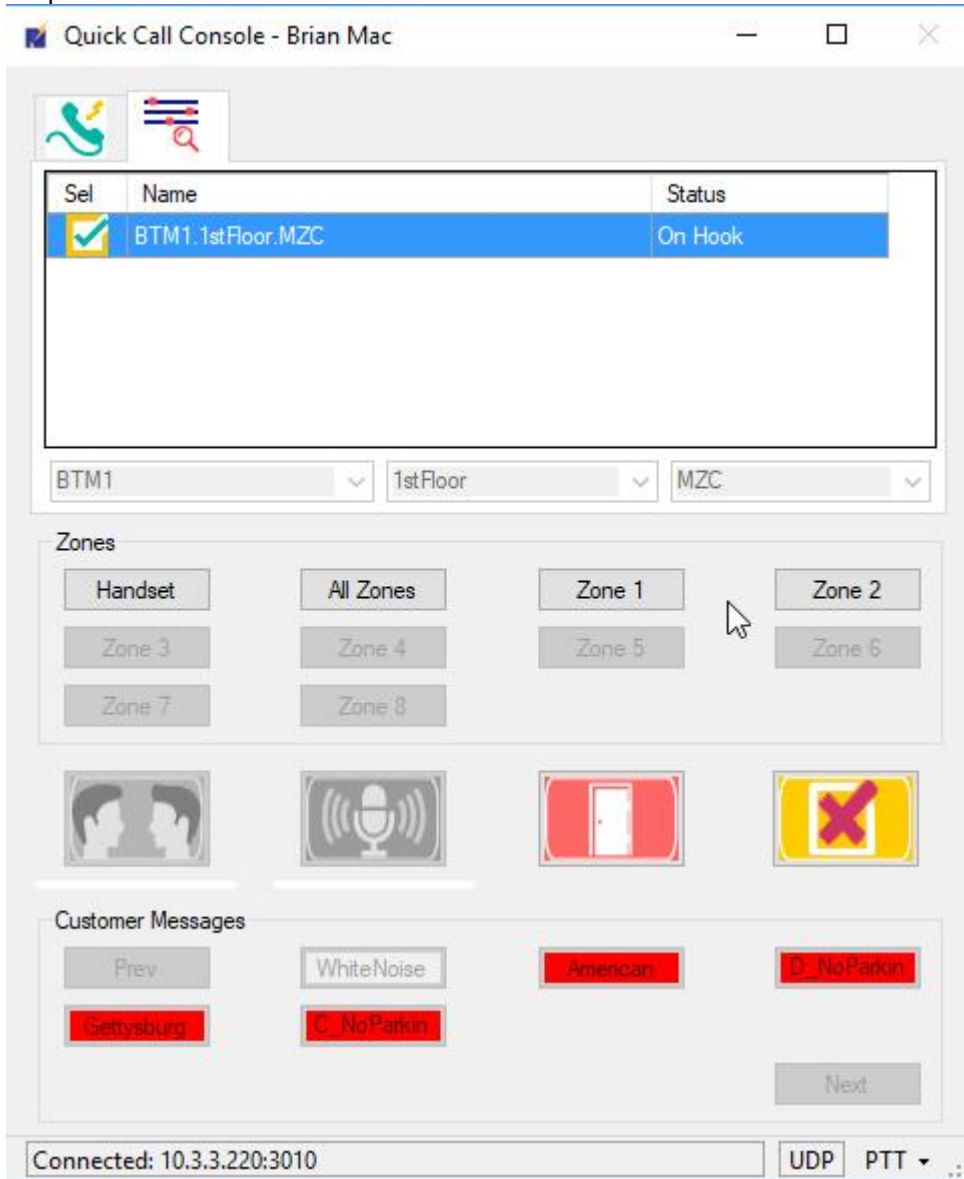 Quick Call Console - Brian Mac
Sel Name Status
BTM1.1stFloor.MZC On Hook
BTM1 1stFloor MZC
Zones
Handset All Zones Zone 1 Zone 2
Zone 3 Zone 4 Zone 5 Zone 6
Zone 7 Zone 8
Customer Messages
Prev WhiteNoise American D_NoParkin
Gettysburg C_NoParkin
Next
Connected: 10.3.3.220:3010 UDP PTT